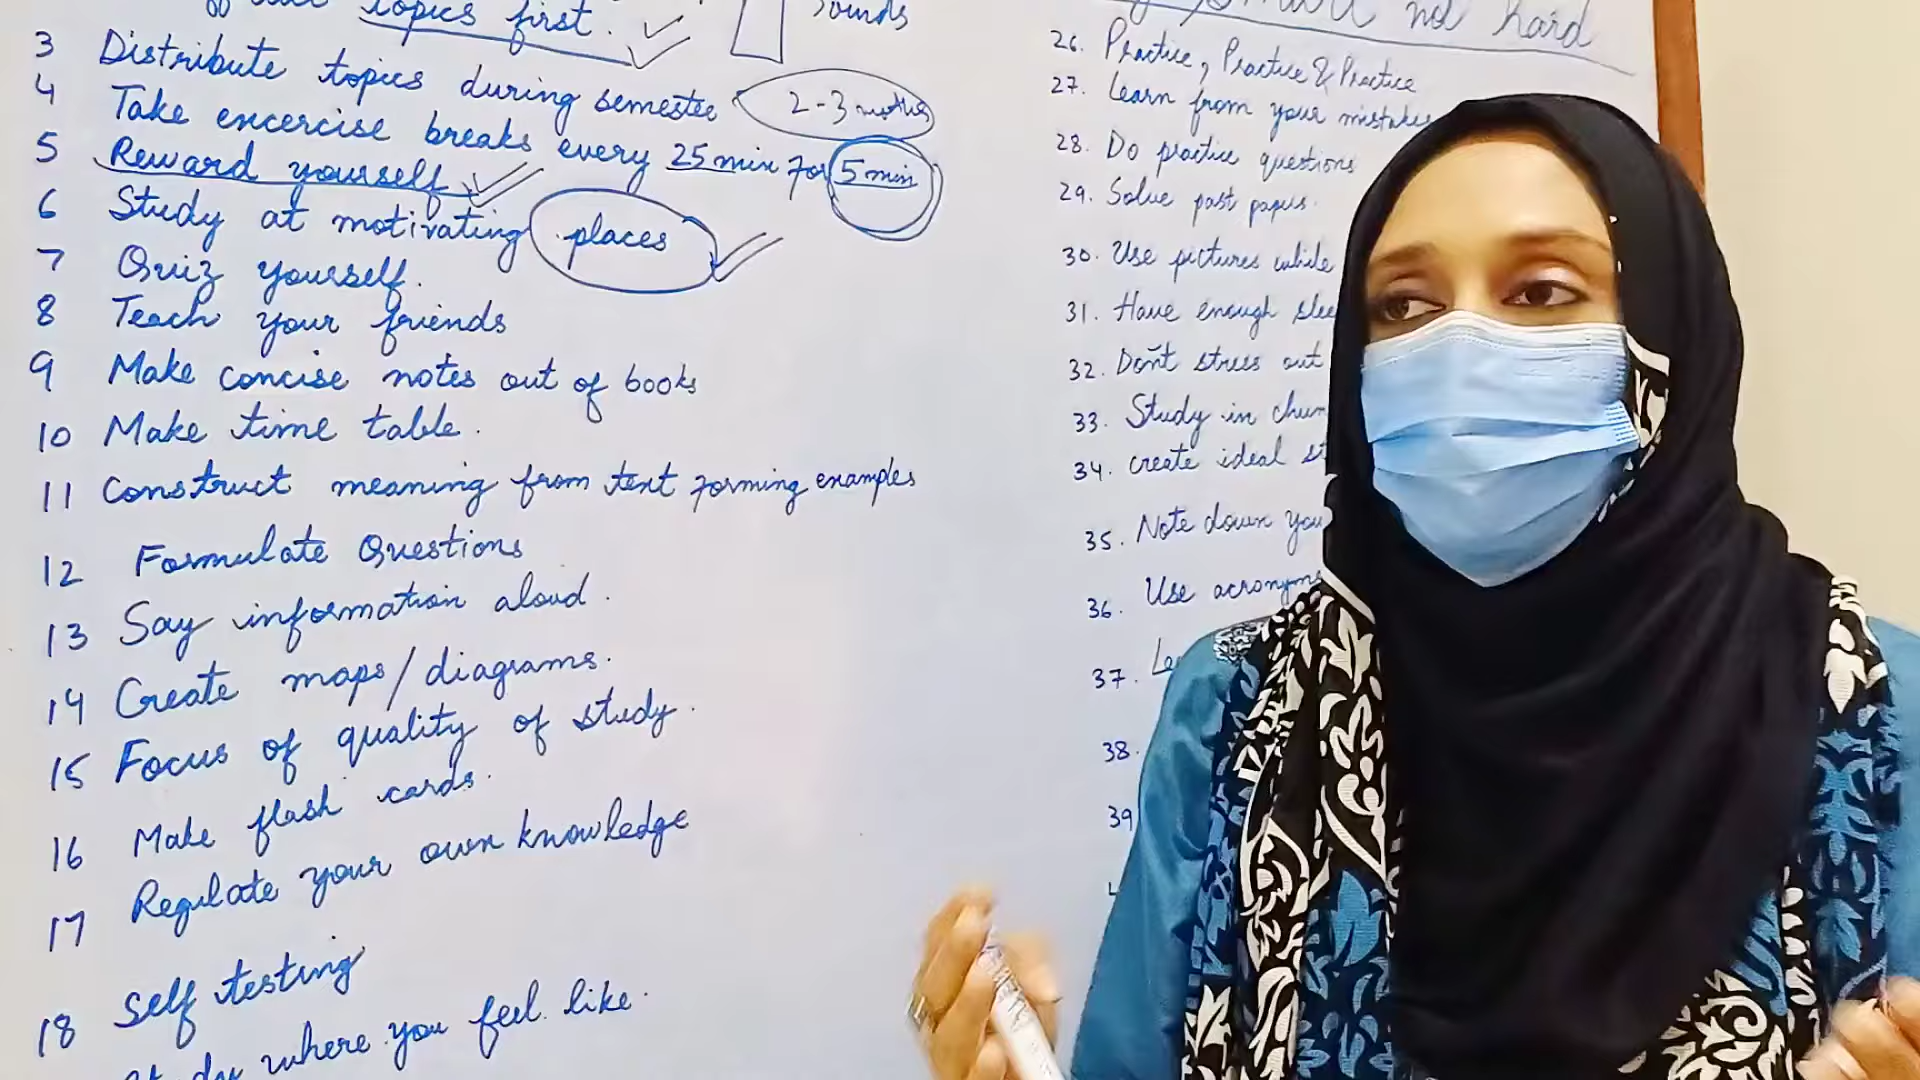 topics first.
sounds
3 Distribute topics during semester 2-3 months
4 Take encercise breaks every 25 min for 5 min
5 Reward yourself
6 Study at motivating places
7 Quiz yourself.
8 Teach your friends
9 Make concise notes out of books
10 Make time table.
11 Construct meaning from text forming examples
12 Formulate Questions
13 Say information aloud.
14 Create maps/diagrams.
15 Focus of quality of study.
16 Make flash cards.
17 Regulate your own knowledge
18 Self testing
where you feel like.
smart not hard
26. Practice, Practice & Practice
27. Learn from your mistakes
28. Do practice questions
29. Solve past papers.
30. Use pictures while
31. Have enough
32. Don't stress out
33. Study in
34. create ideal
35. Note down
36. Use
37.
38.
39